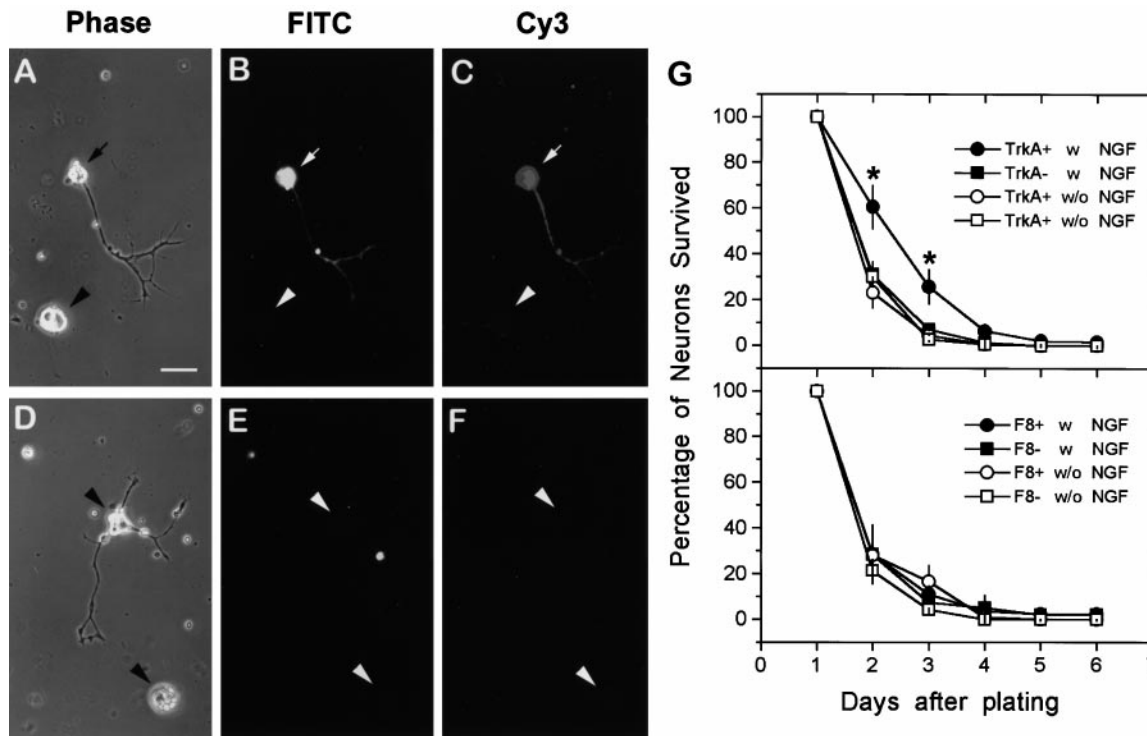 Phase FITC Cy3
A B C
D E F
G
Percentage of Neurons Survived
100
80
60
40
20
0
* *
TrkA+ w NGF
TrkA- w NGF
TrkA+ w/o NGF
TrkA+ w/o NGF
100
80
60
40
20
0
F8+ w NGF
F8- w NGF
F8+ w/o NGF
F8- w/o NGF
0 1 2 3 4 5 6 7
Days after plating